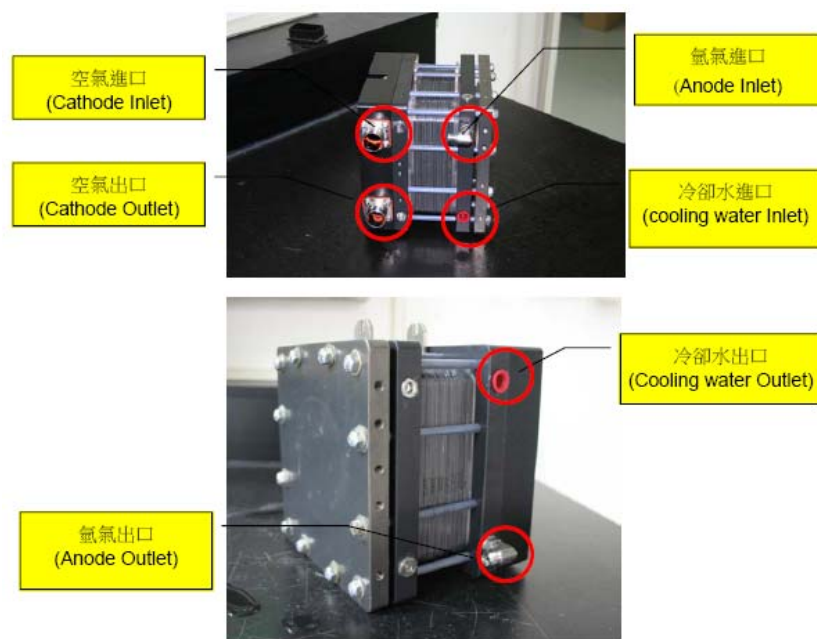 空氣進口
(Cathode Inlet)
空氣出口
(Cathode Outlet)
氫氣進口
(Anode Inlet)
冷卻水進口
(cooling water Inlet)
冷卻水出口
(Cooling water Outlet)
氫氣出口
(Anode Outlet)